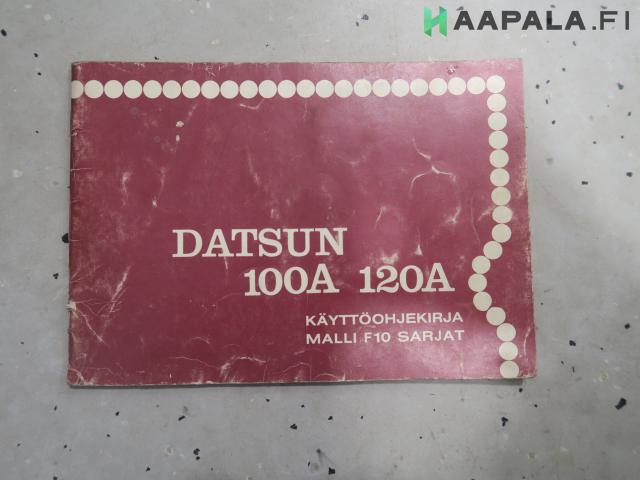 HAAPALA.FI
DATSUN
100A 120A
KÄYTTÖOHJEKIRJA
MALLI F10 SARJAT